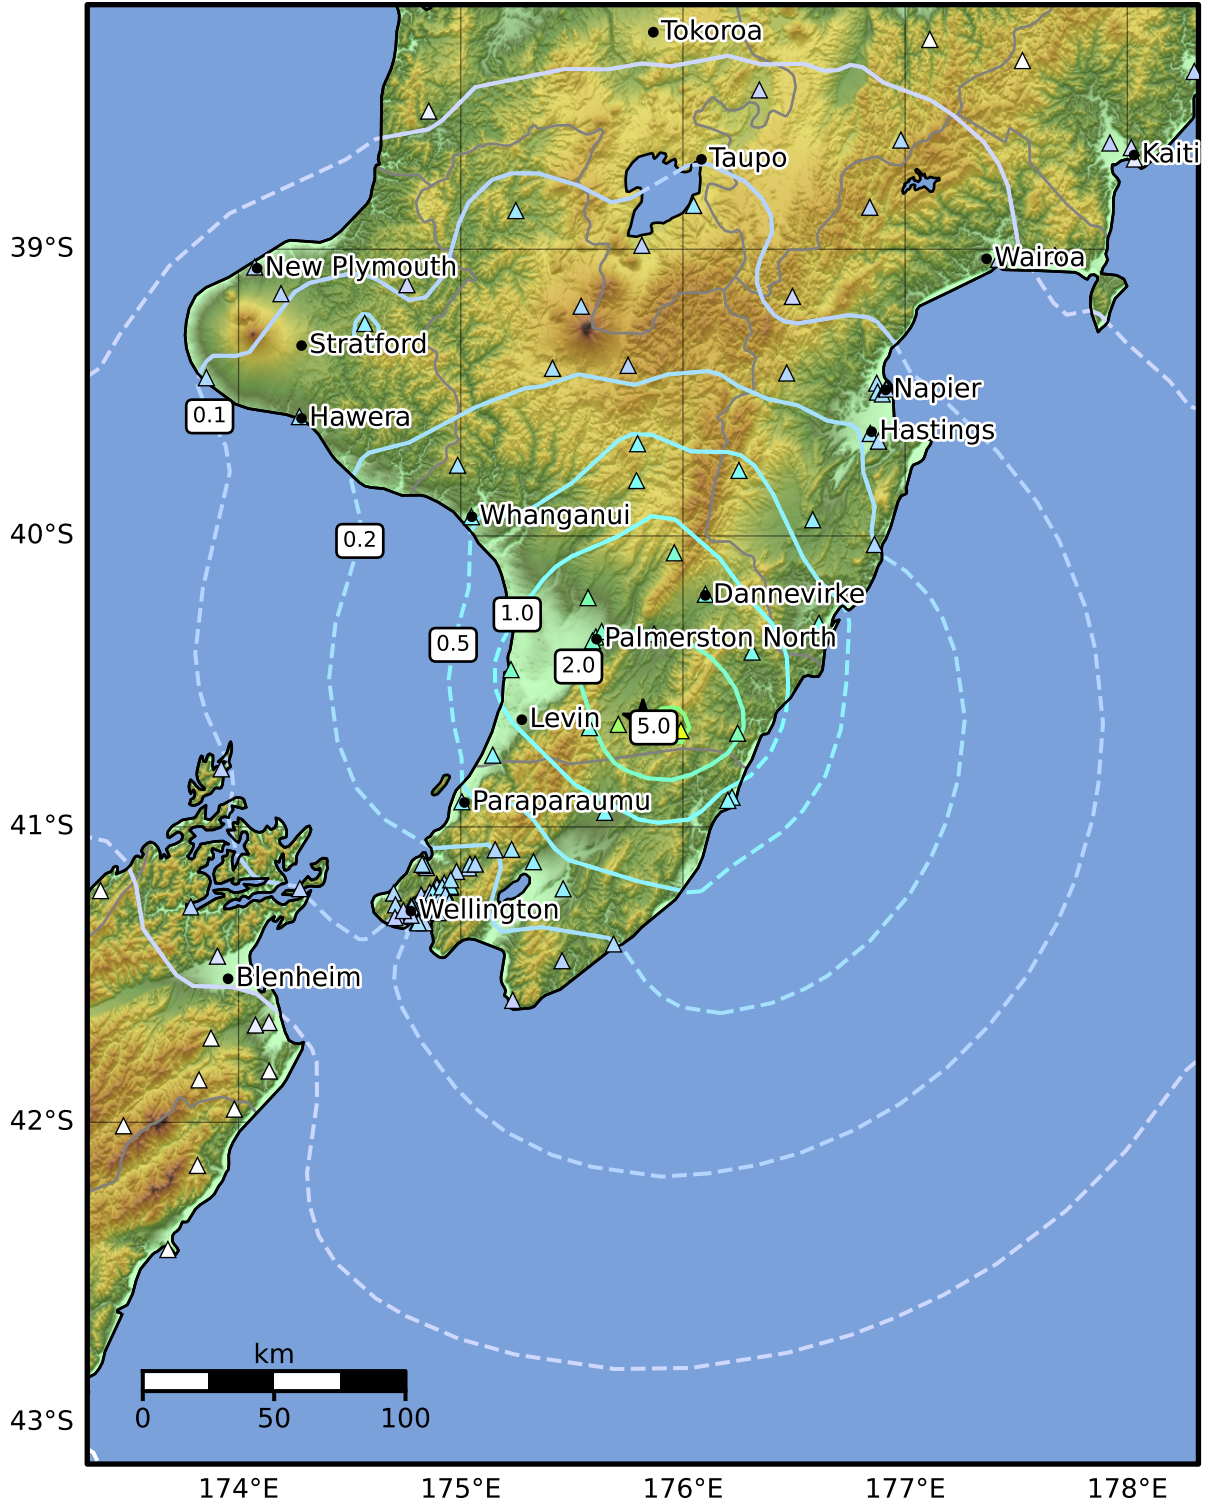 Tokoroa
Taupo
Kaiti
39°S
Wairoa
New Plymouth
Stratford
Napier
0.1
Hawera
Hastings
Whanganui
40°S
0.2
Dannevirke
1.0
0.5
Palmerston North
2.0
Levin
5.0
Paraparaumu
41°S
Wellington
Blenheim
42°S
km
0
50
100
43°S
174°E
175°E
176°E
177°E
178°E